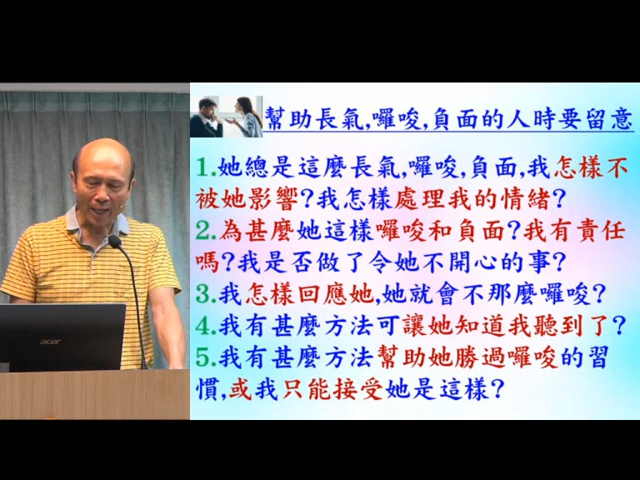 幫助長氣,囉唆,負面的人時要留意
1.她總是這麼長氣,囉唆,負面,我怎樣不
被她影響?我怎樣處理我的情緒?
2.為甚麼她這樣囉唆和負面?我有責任
嗎?我是否做了令她不開心的事?
3.我怎樣回應她,她就會不那麼囉唆?
4.我有甚麼方法可讓她知道我聽到了?
5.我有甚麼方法幫助她勝過囉唆的習
慣,或我只能接受她是這樣?
acer